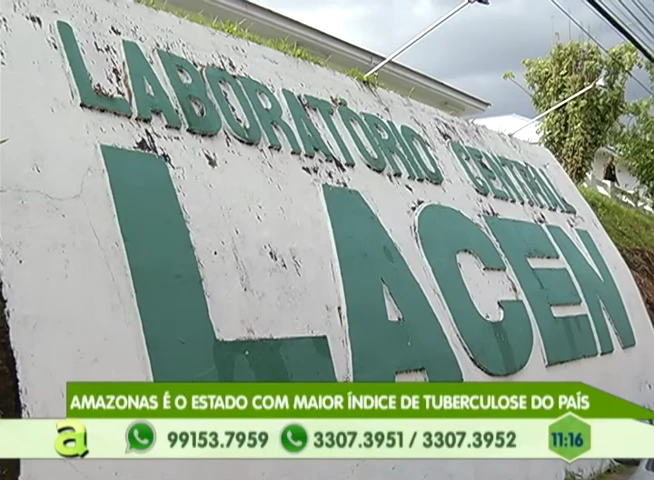 LABORATÓRIO CENTRAL
LACEN
AMAZONAS É O ESTADO COM MAIOR ÍNDICE DE TUBERCULOSE DO PAÍS
a 99153.7959 3307.3951 / 3307.3952 11:16